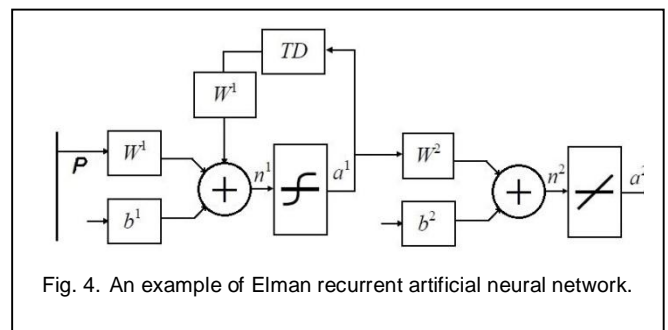 TD
W¹
P
W¹
b¹
+
n¹
a¹
W²
b²
+
n²
a
Fig. 4. An example of Elman recurrent artificial neural network.